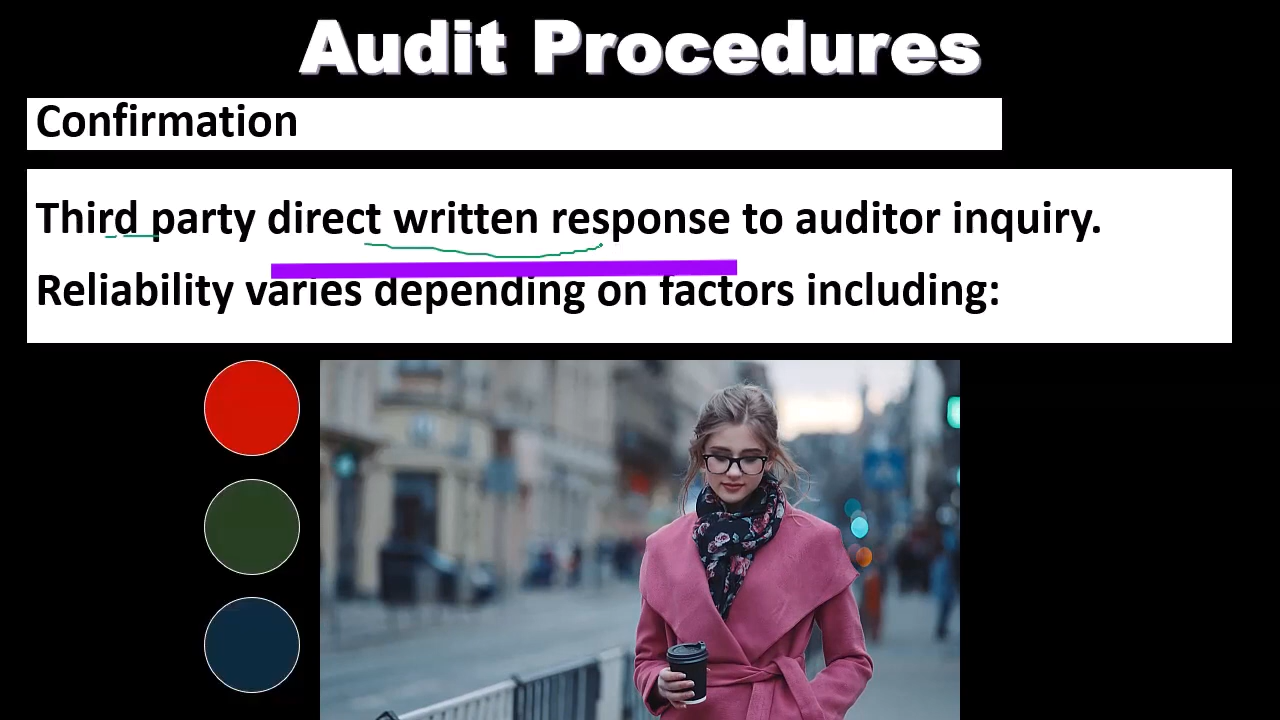 Audit Procedures
Confirmation
Third party direct written response to auditor inquiry.
Reliability varies depending on factors including: